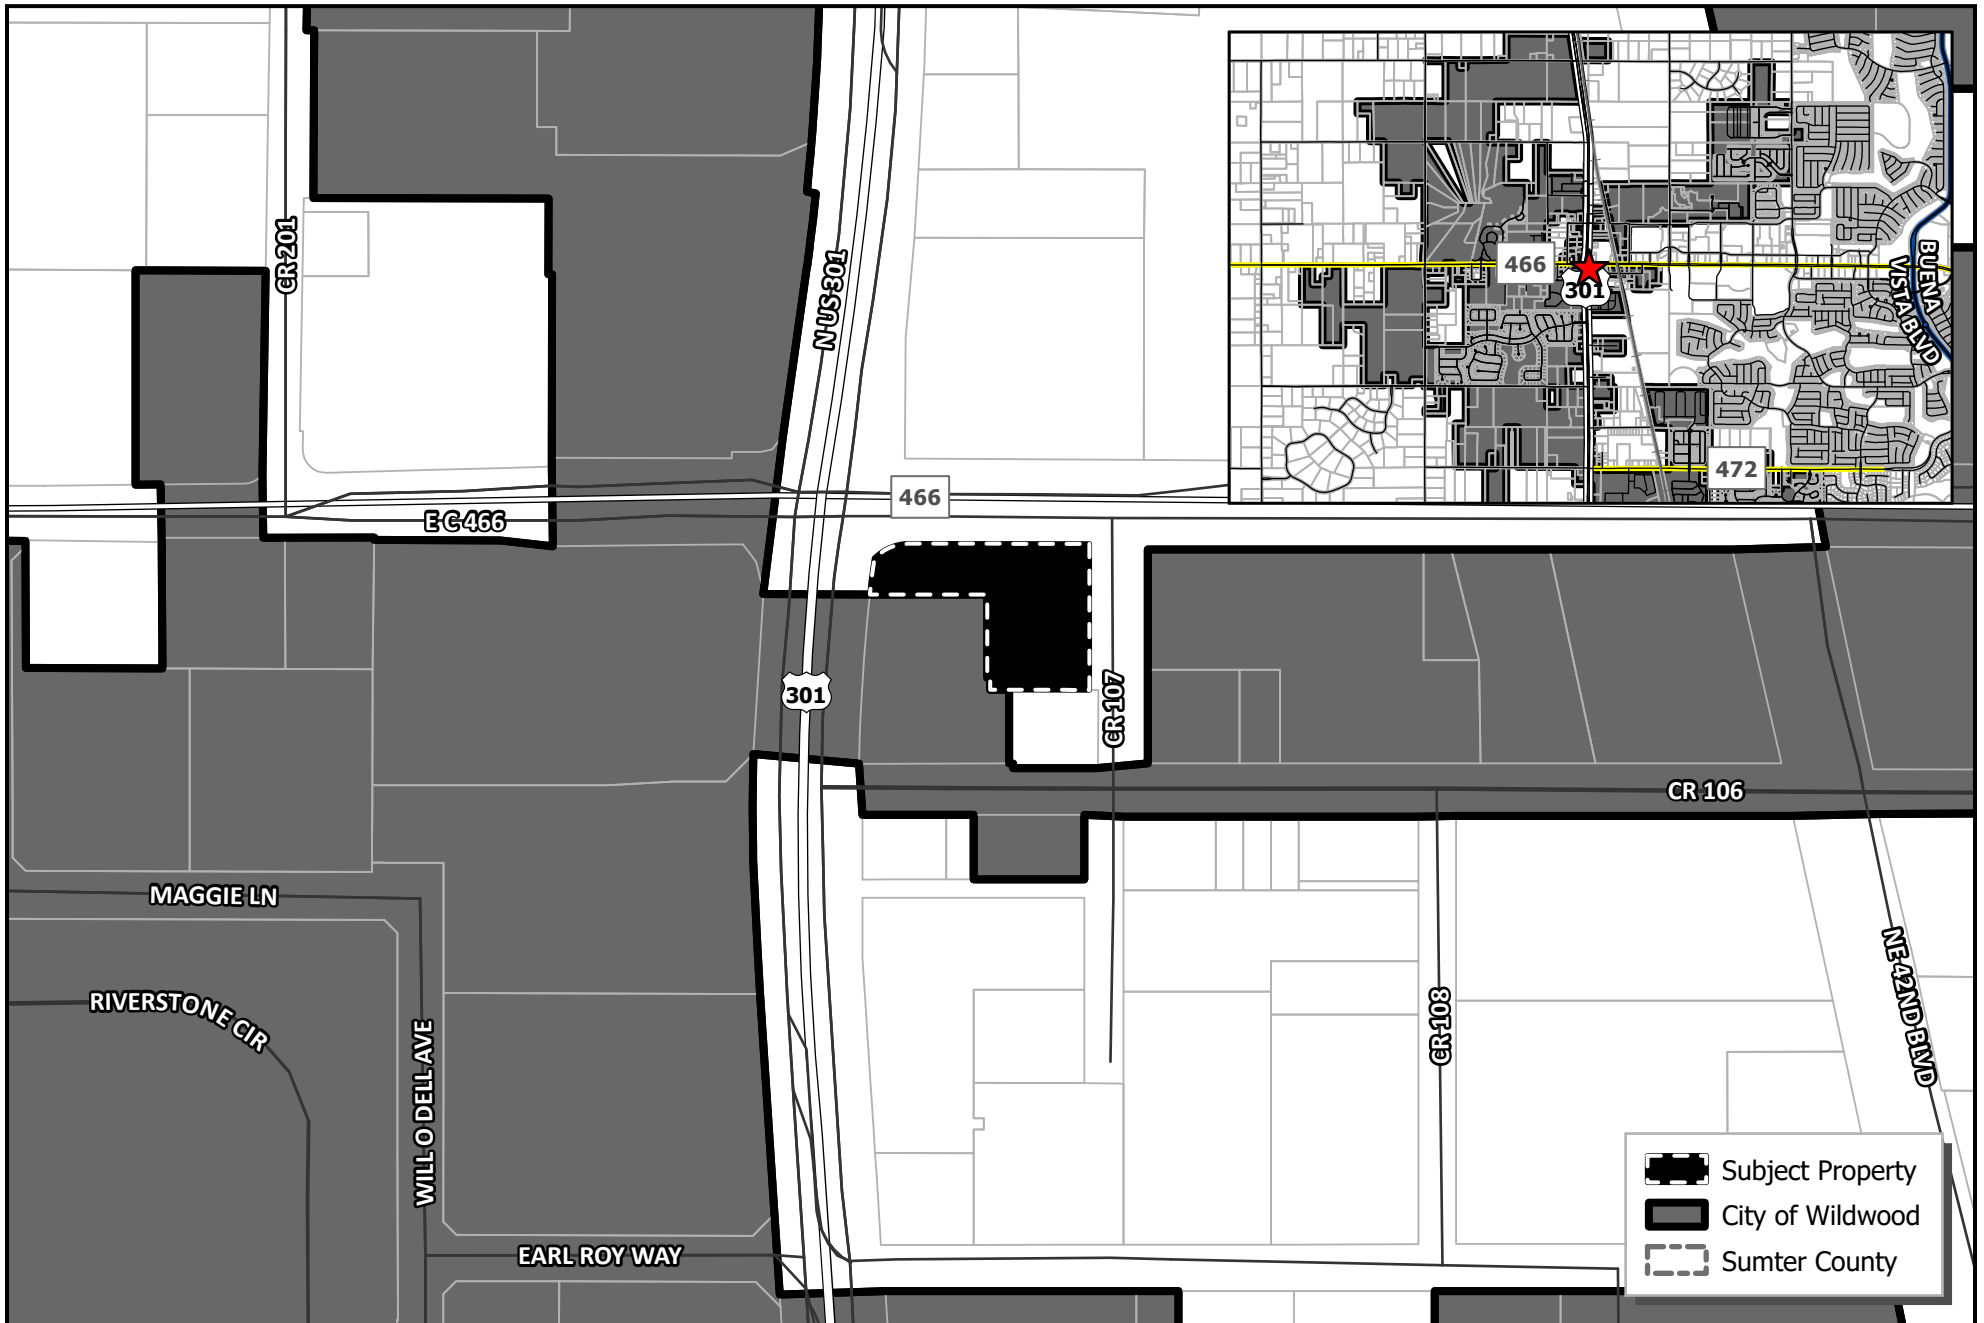 466
301
472
BUENA
VISTA BLVD
CR 201
N US 301
466
E C 466
301
CR 107
CR 106
MAGGIE LN
RIVERSTONE CIR
WILL O DELL AVE
CR 108
NE 42ND BLVD
EARL ROY WAY
Subject Property
City of Wildwood
Sumter County